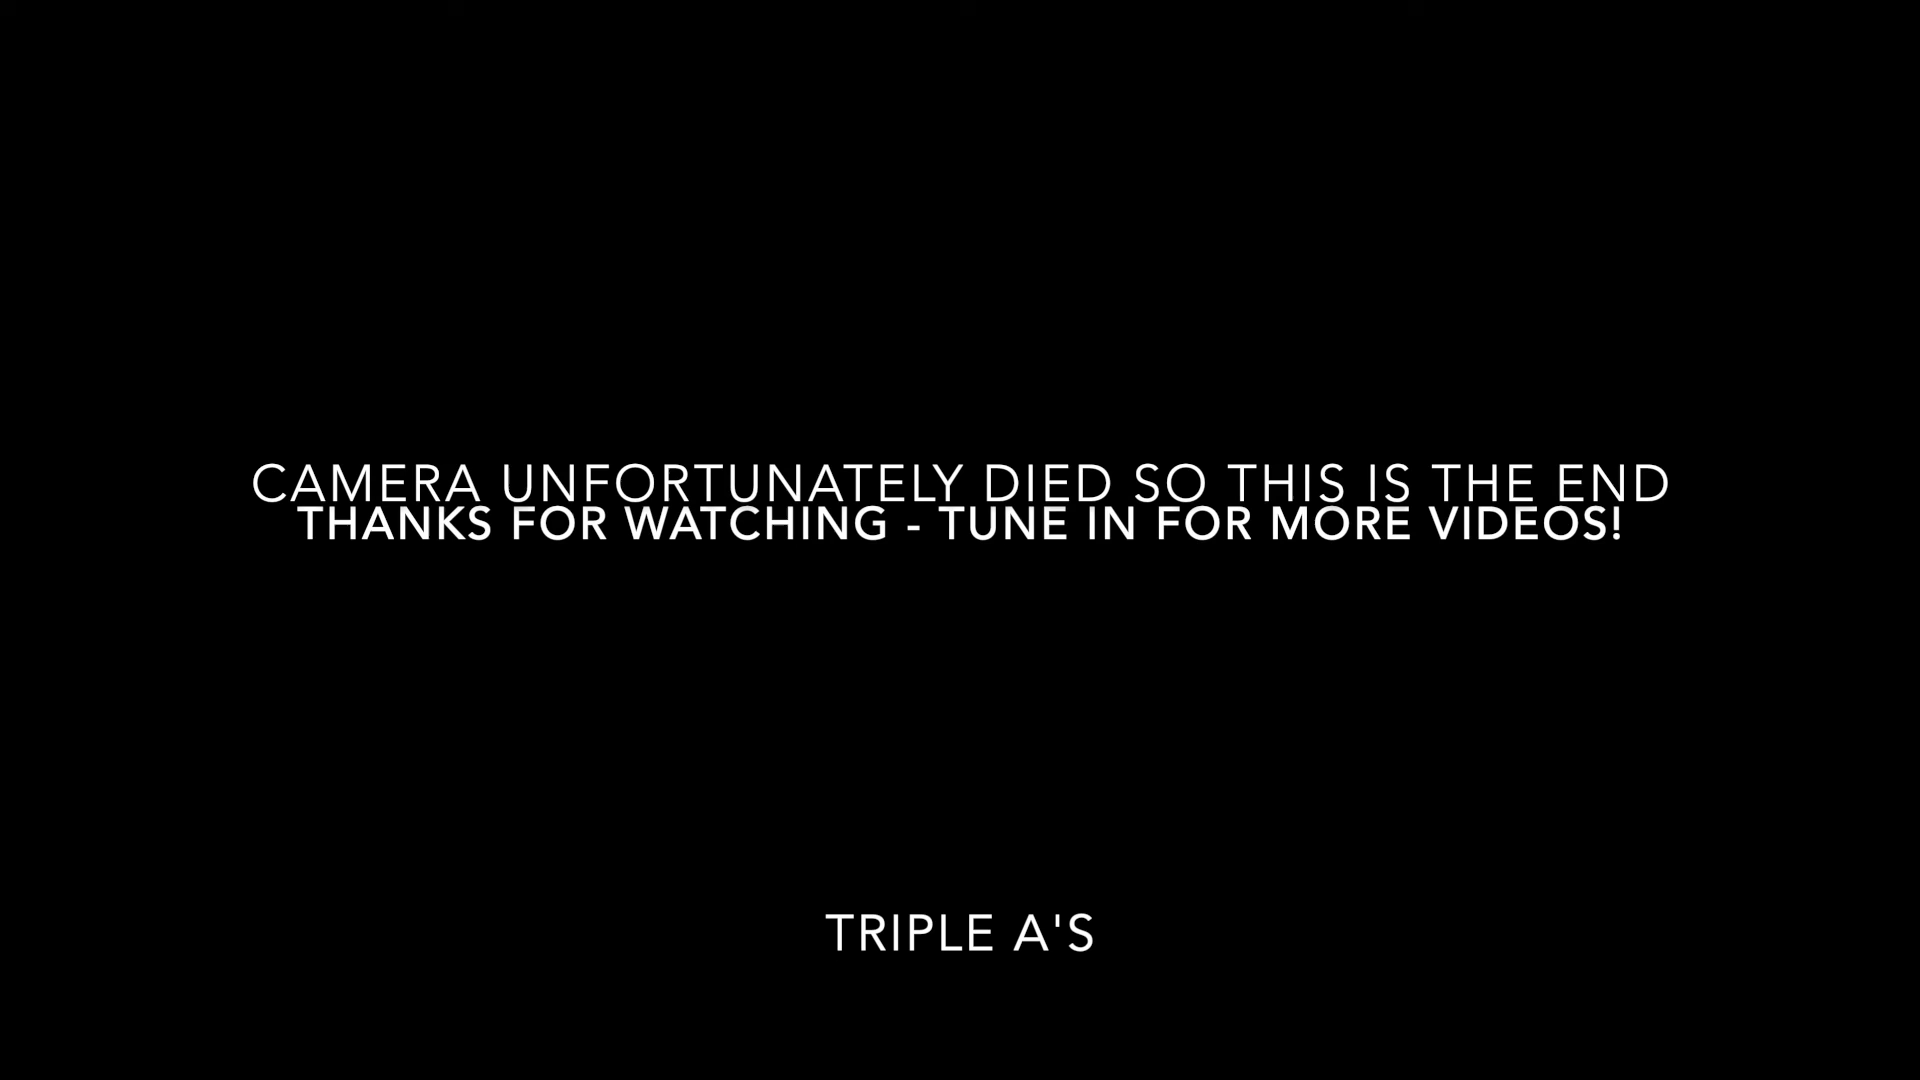 CAMERA UNFORTUNATELY DIED SO THIS IS THE END
THANKS FOR WATCHING - TUNE IN FOR MORE VIDEOS!
TRIPLE A'S